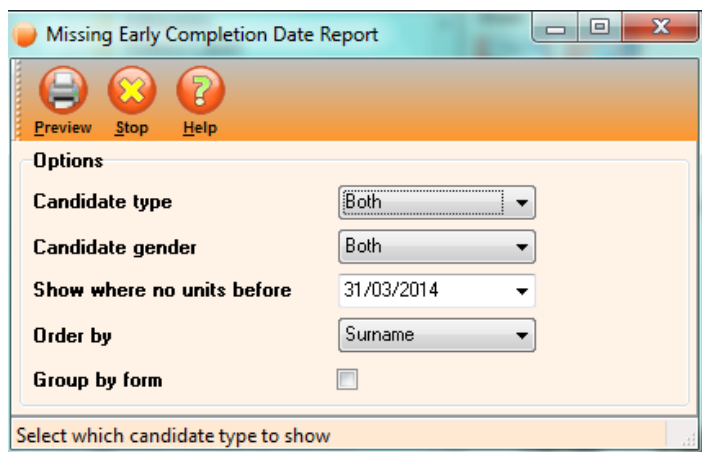 Missing Early Completion Date Report
Preview Stop Help
Options
Candidate type Both
Candidate gender Both
Show where no units before 31/03/2014
Order by Surname
Group by form
Select which candidate type to show